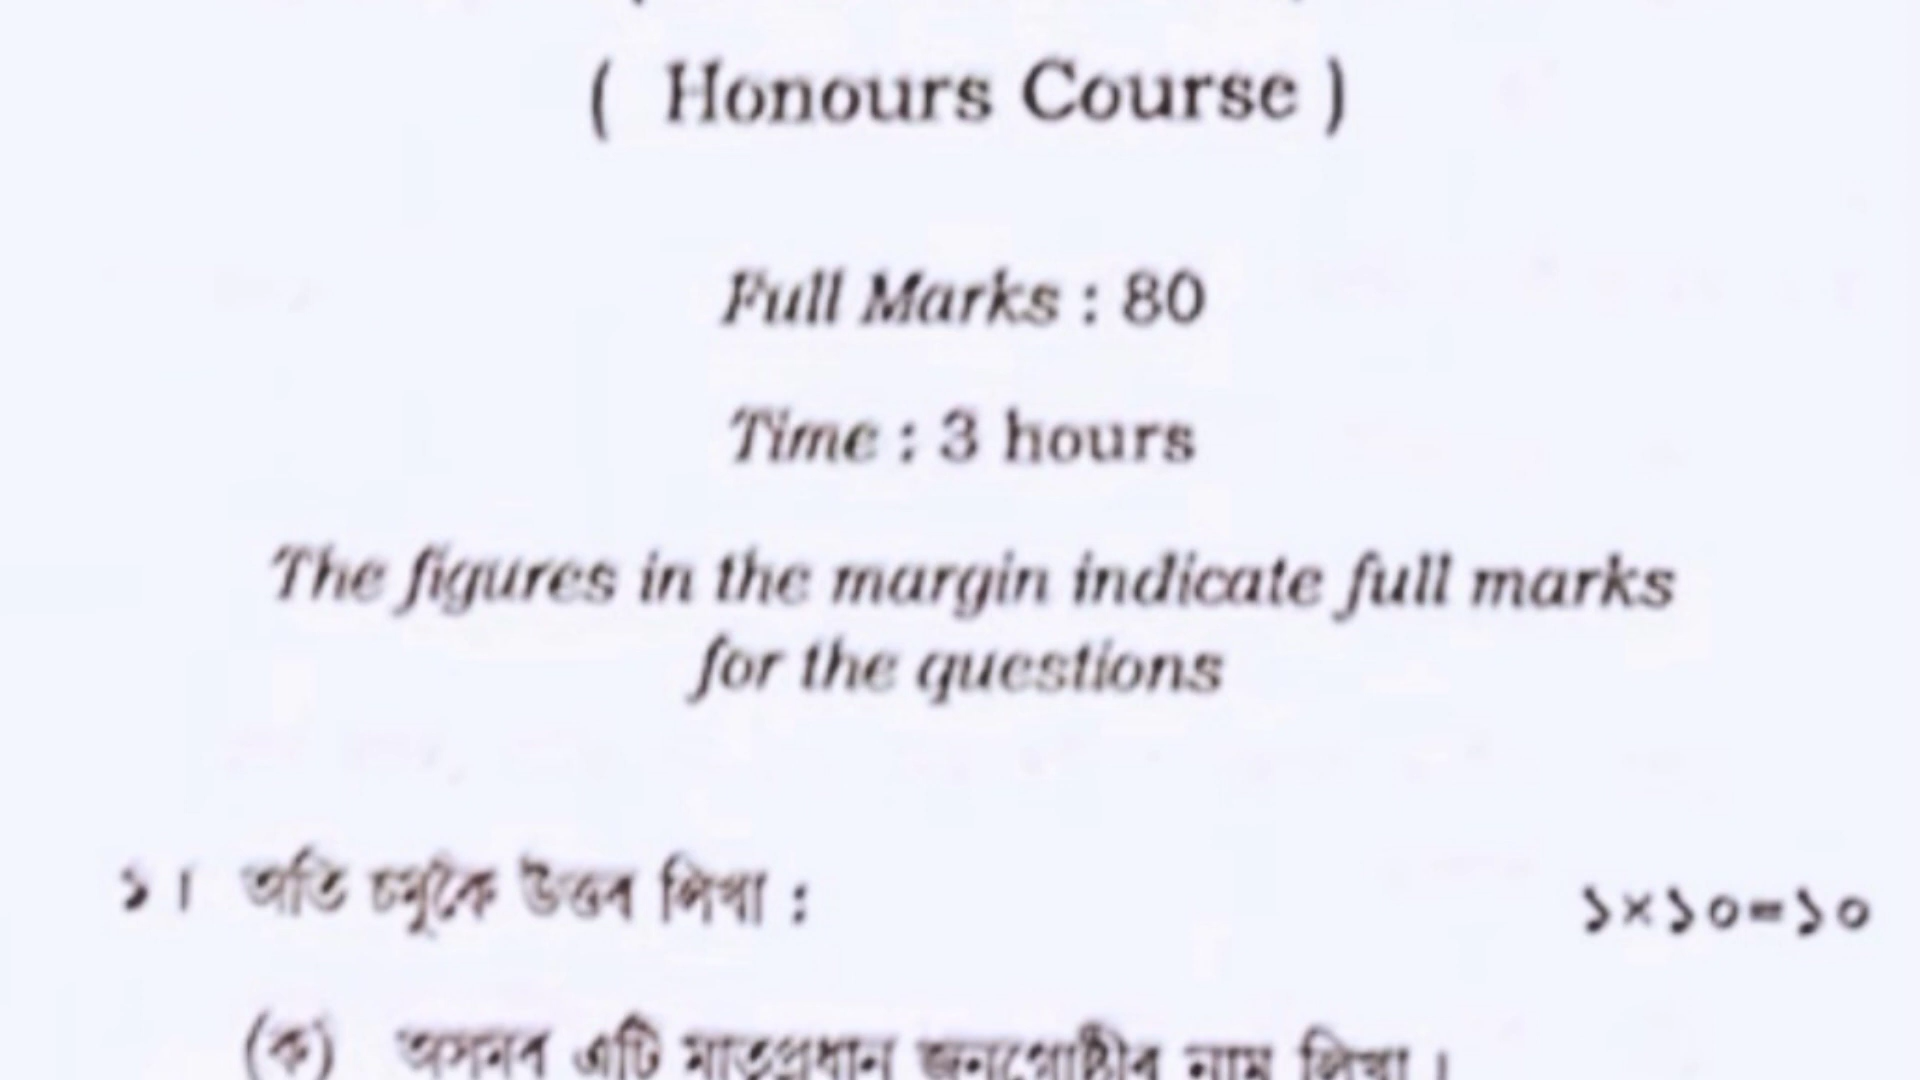 ( Honours Course )
Full Marks : 80
Time : 3 hours
The figures in the margin indicate full marks
for the questions
১। অতি চমুকৈ উত্তৰ লিখা : ১×১০=১০
(ক) অসমৰ এটি মাতৃপ্ৰধান জনগোষ্ঠীৰ নাম লিখা।